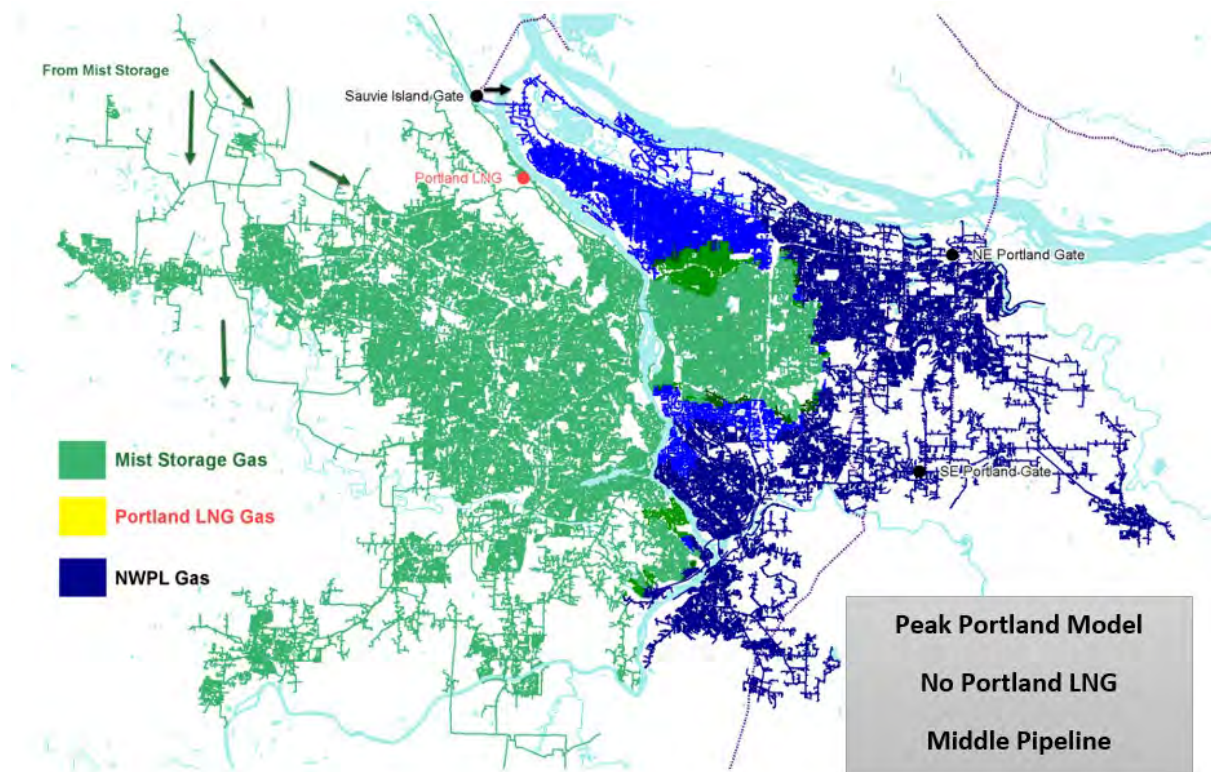 From Mist Storage
Sauvie Island Gate
Portland LNG
NE Portland Gate
SE Portland Gate
Mist Storage Gas
Portland LNG Gas
NWPL Gas
Peak Portland Model
No Portland LNG
Middle Pipeline